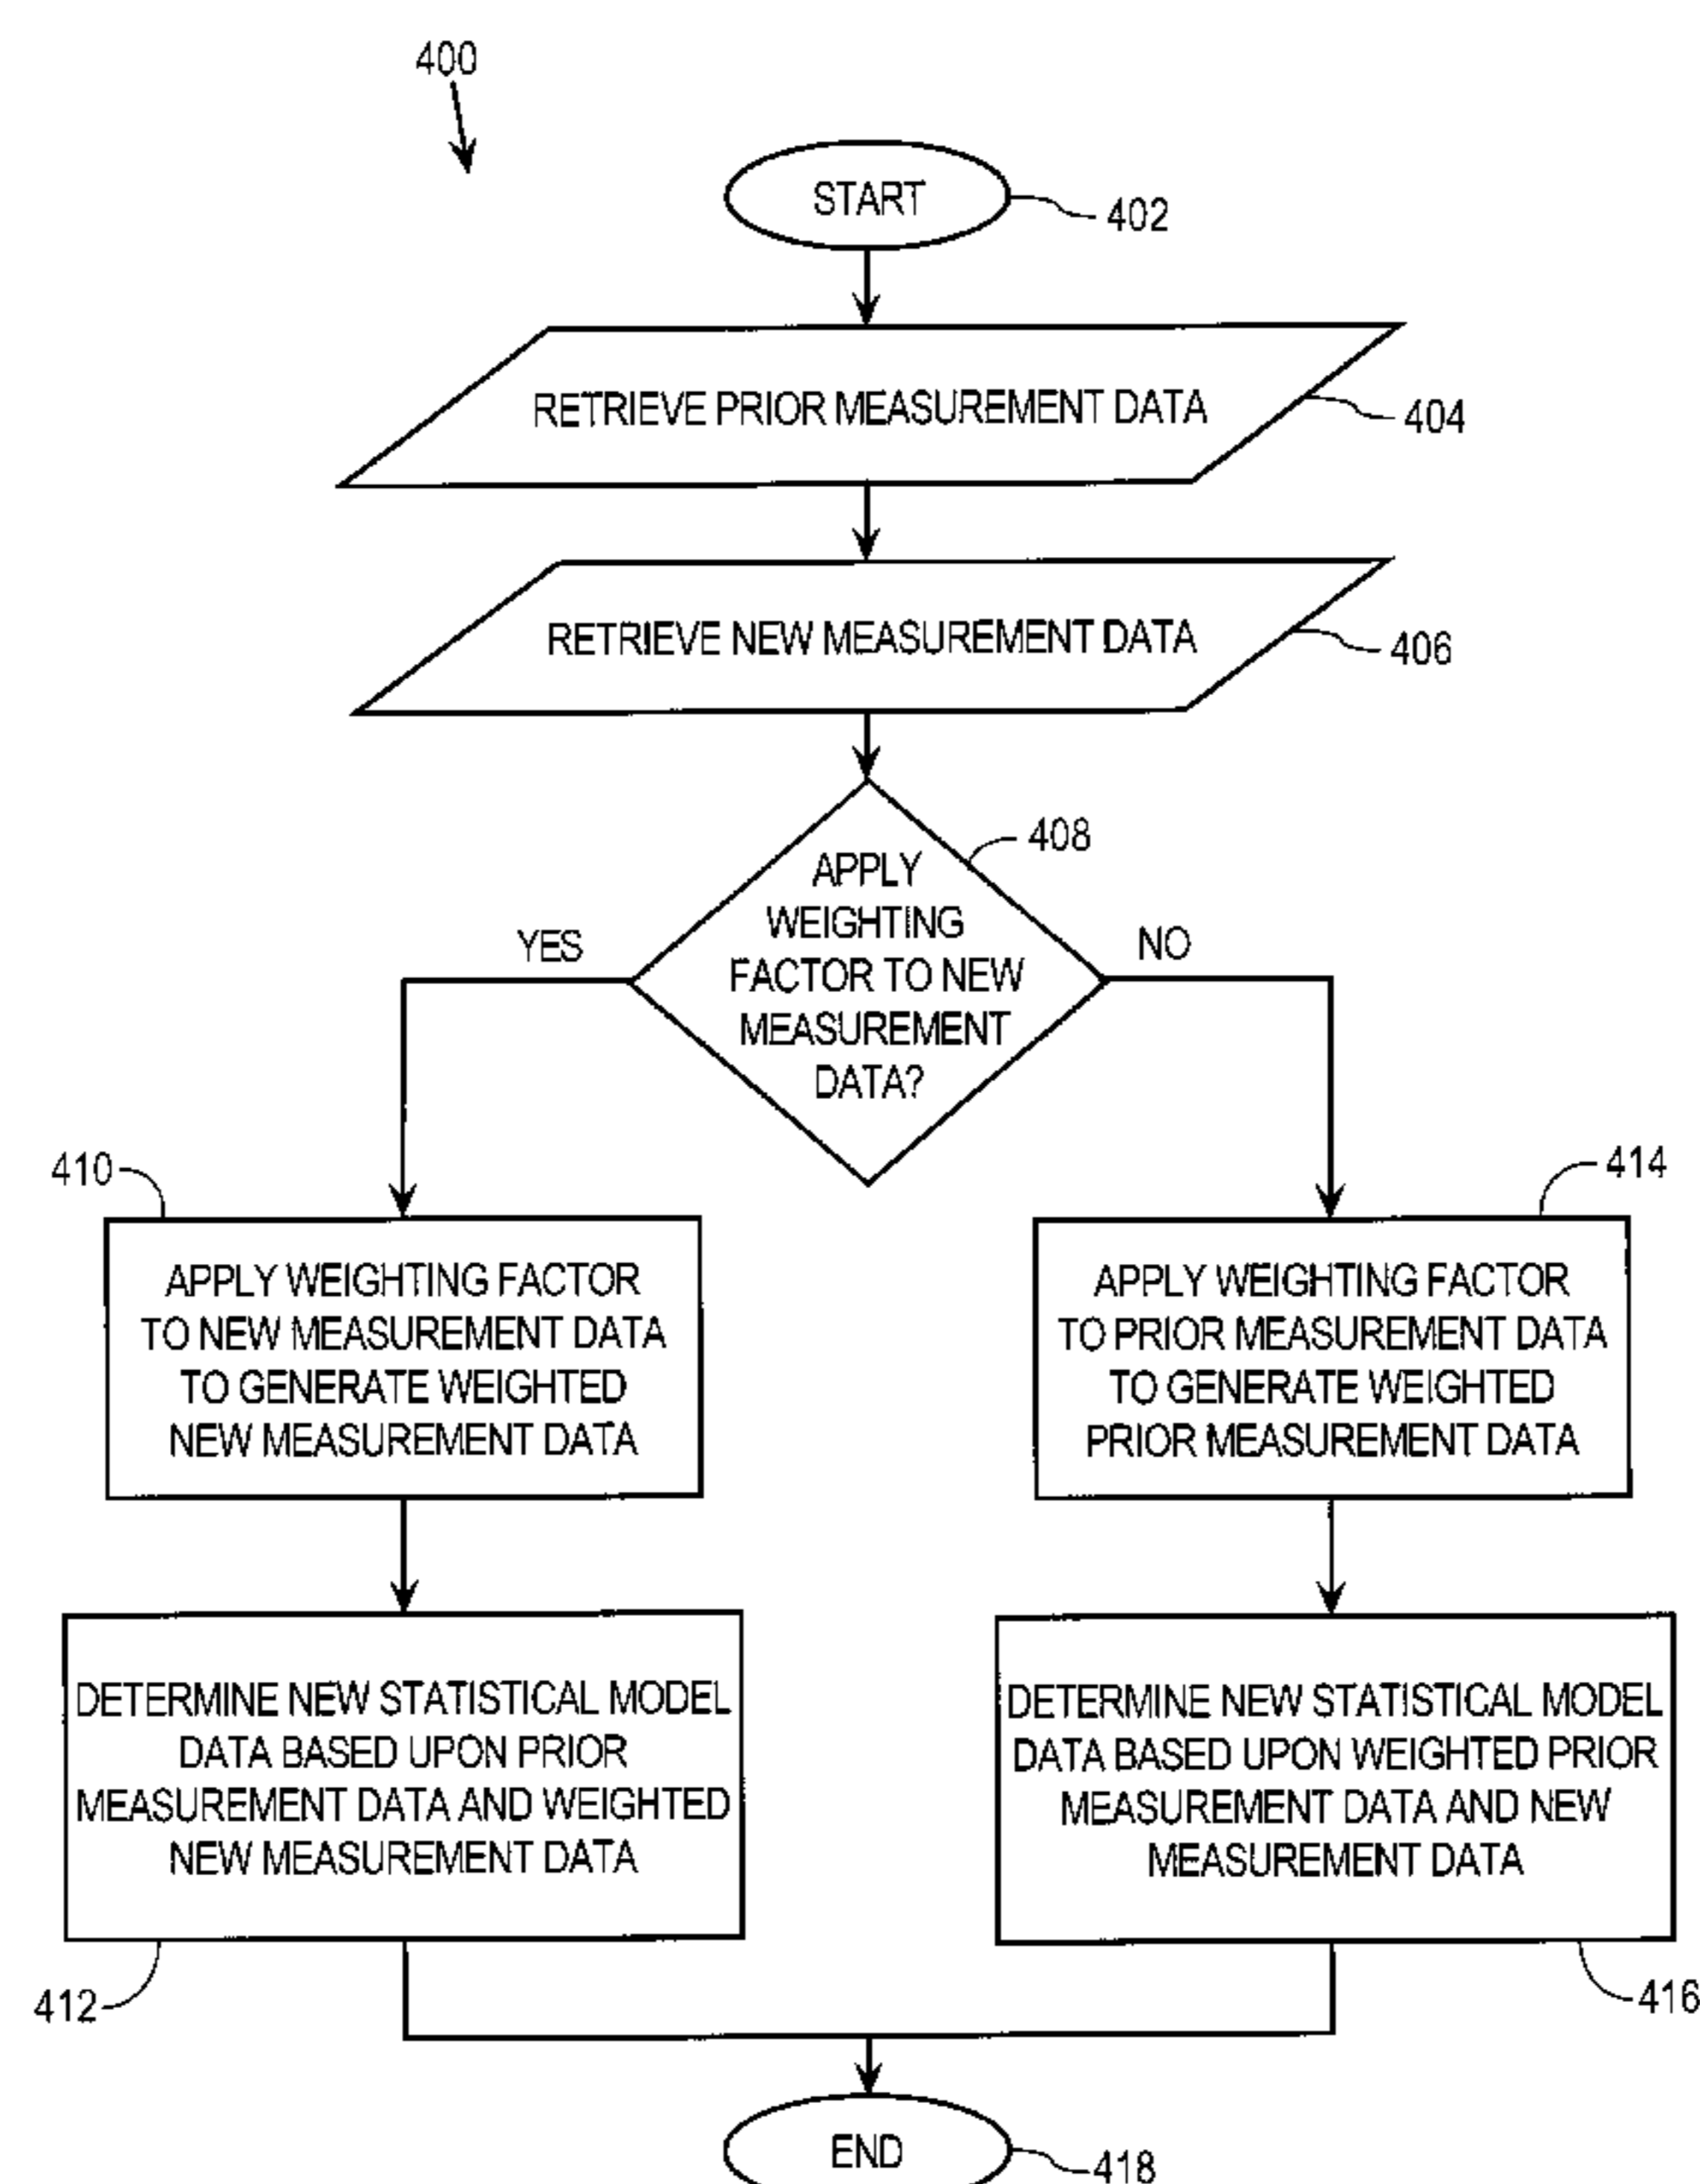 400
START
402
RETRIEVE PRIOR MEASUREMENT DATA
404
RETRIEVE NEW MEASUREMENT DATA
406
408
APPLY
WEIGHTING
FACTOR TO NEW
MEASUREMENT
DATA?
YES
NO
410
APPLY WEIGHTING FACTOR
TO NEW MEASUREMENT DATA
TO GENERATE WEIGHTED
NEW MEASUREMENT DATA
414
APPLY WEIGHTING FACTOR
TO PRIOR MEASUREMENT DATA
TO GENERATE WEIGHTED
PRIOR MEASUREMENT DATA
DETERMINE NEW STATISTICAL MODEL
DATA BASED UPON PRIOR
MEASUREMENT DATA AND WEIGHTED
NEW MEASUREMENT DATA
412
DETERMINE NEW STATISTICAL MODEL
DATA BASED UPON WEIGHTED PRIOR
MEASUREMENT DATA AND NEW
MEASUREMENT DATA
416
END
418